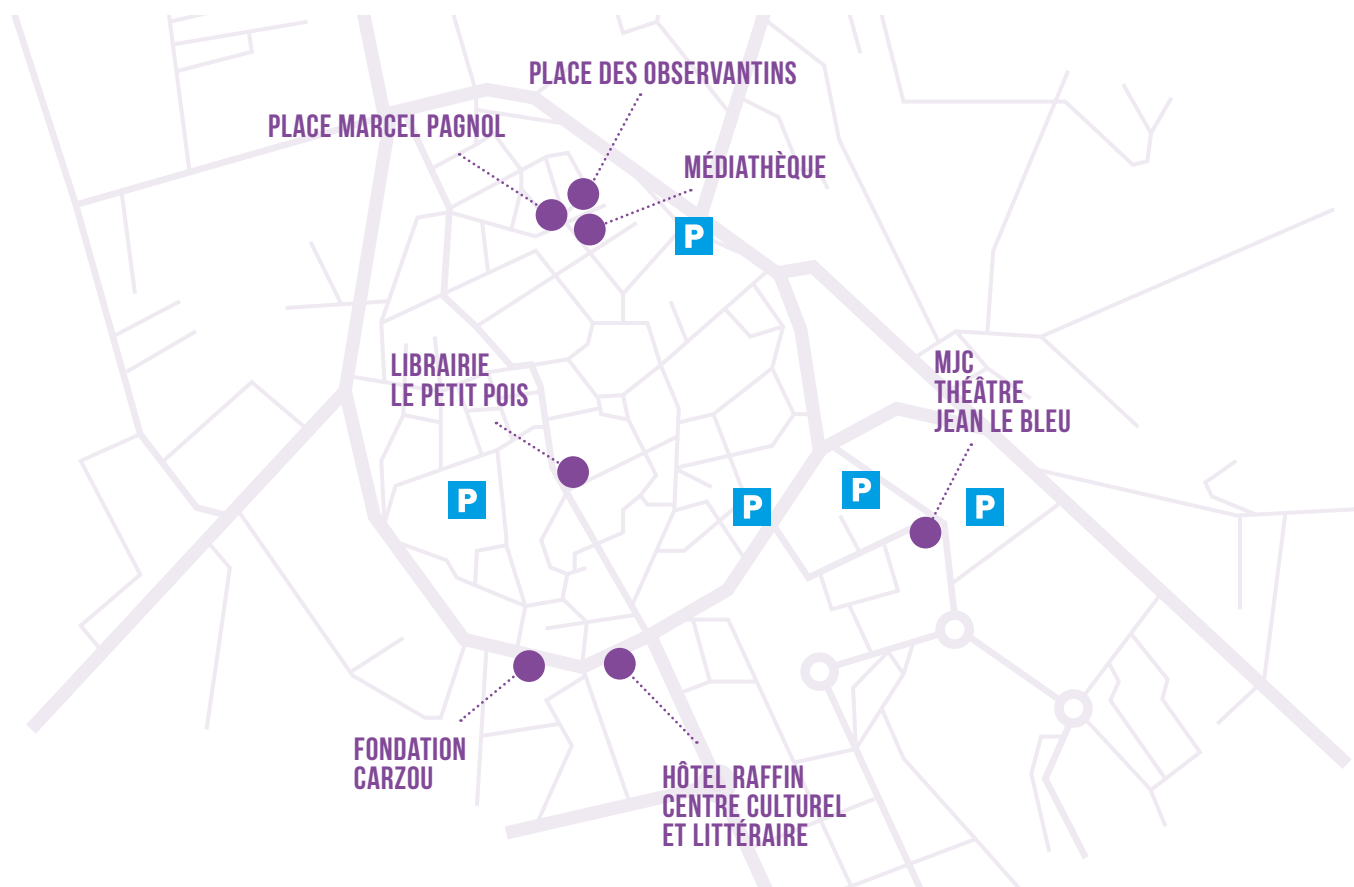 PLACE DES OBSERVANTINS
PLACE MARCEL PAGNOL
MÉDIATHÈQUE
P
LIBRAIRIE
LE PETIT POIS
MJC
THÉÂTRE
JEAN LE BLEU
P
P
P
P
FONDATION
CARZOU
HÔTEL RAFFIN
CENTRE CULTUREL
ET LITTÉRAIRE